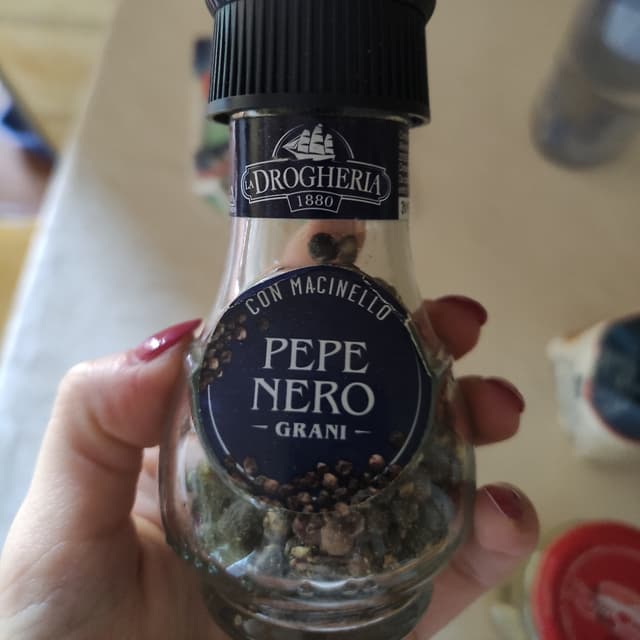 LA DROGHERIA
1880
CON MACINELLO
PEPE
NERO
- GRANI -